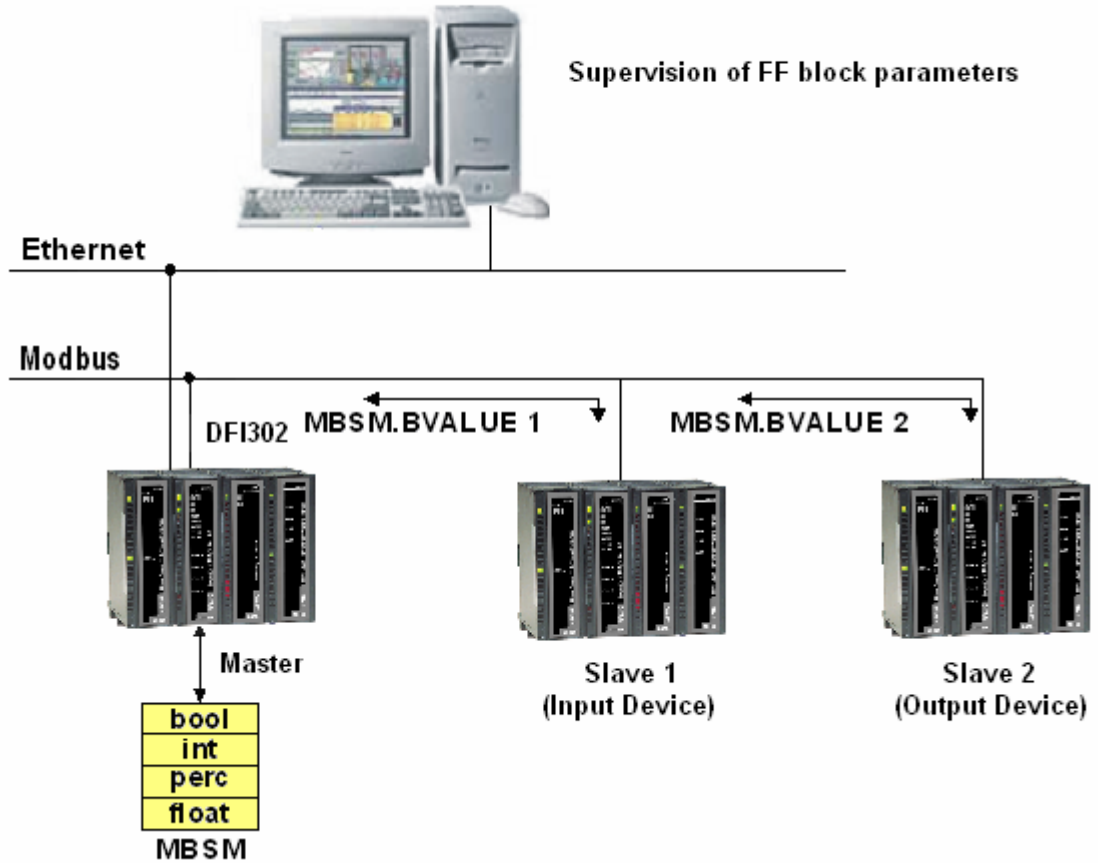 Supervision of FF block parameters
Ethernet
Modbus
DFI302
MBSM.BVALUE 1
MBSM.BVALUE 2
Master
Slave 1
(Input Device)
Slave 2
(Output Device)
bool
int
perc
float
MBSM